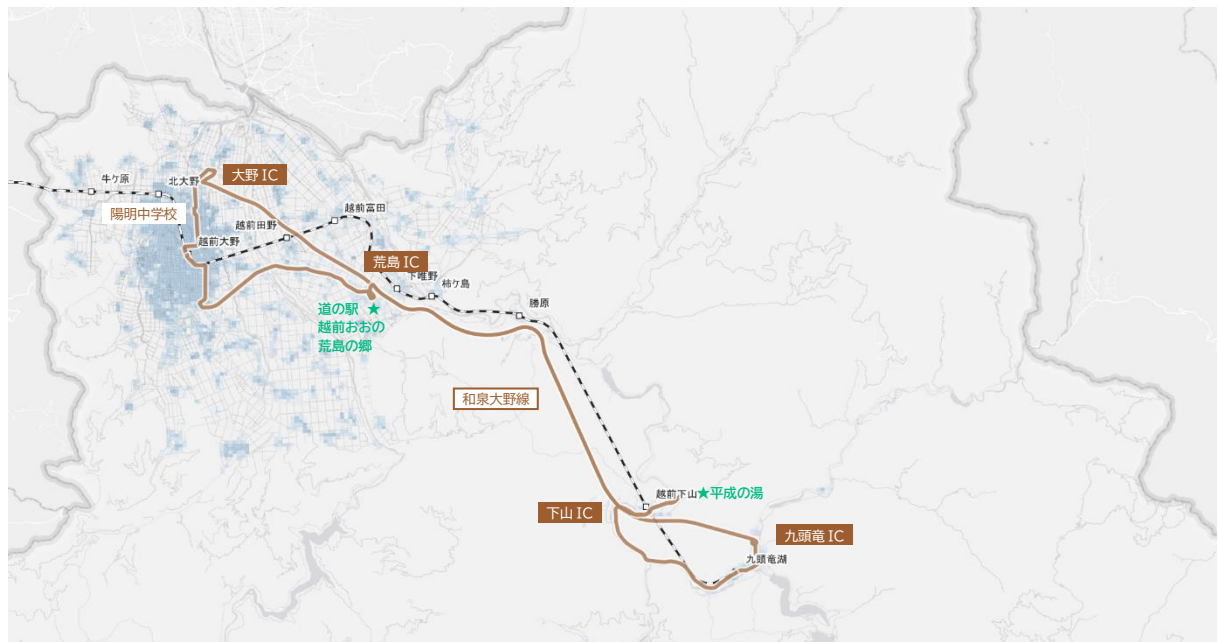 牛ケ原
北大野
大野 IC
陽明中学校
越前大野
越前田野
越前富田
荒島 IC
下唯野
柿ケ島
勝原
道の駅 ★
越前おおの
荒島の郷
和泉大野線
越前下山★平成の湯
下山 IC
九頭竜 IC
九頭竜湖